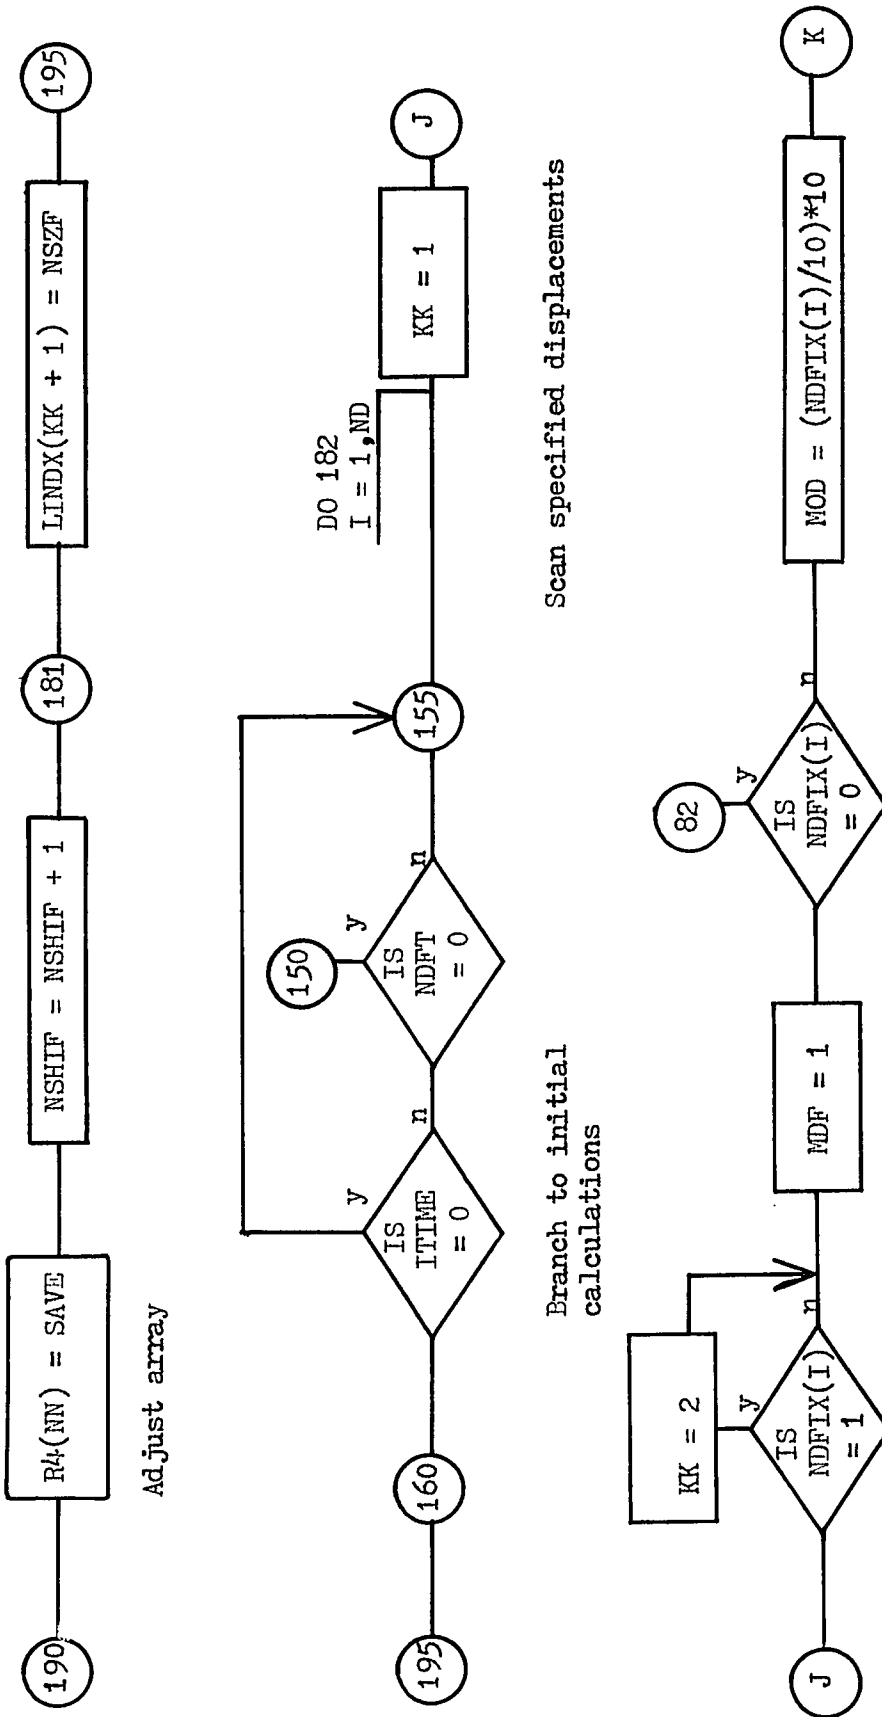 190
R4(NN) = SAVE
NSHIF = NSHIF + 1
181
LINDX(KK + 1) = NSZF
195
Adjust array
195
160
IS
ITIME
= 0
y
n
IS
NDFT
= 0
y
n
150
155
DO 182
I = 1,ND
KK = 1
J
Branch to initial
calculations
Scan specified displacements
J
IS
NDFIX(I)
= 1
y
n
KK = 2
MDF = 1
IS
NDFIX(I)
= 0
y
n
82
MOD = (NDFIX(I)/10)*10
K